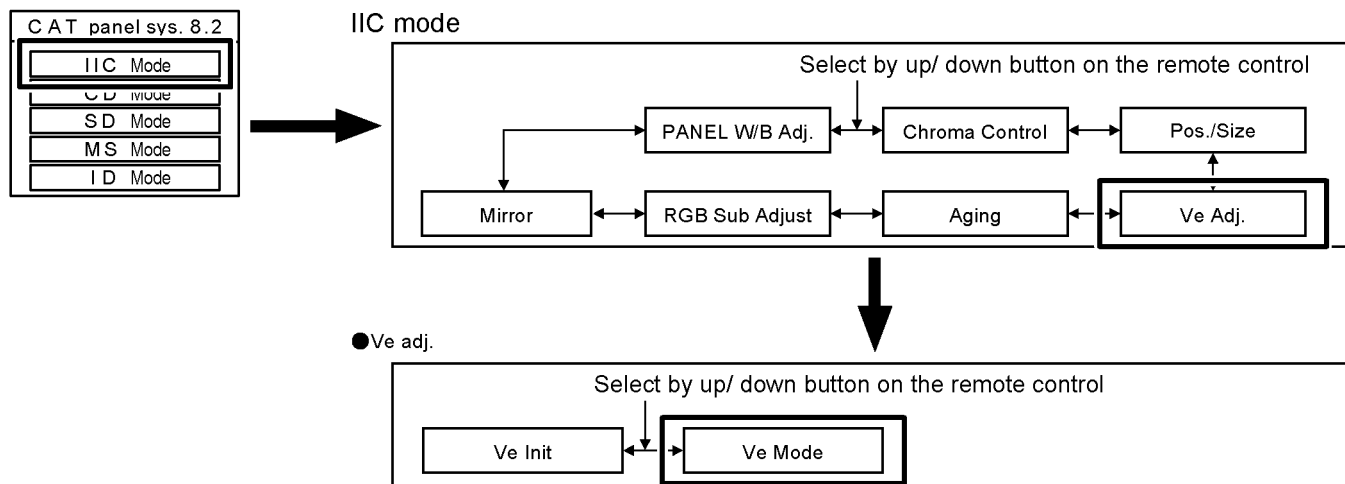 CAT panel sys. 8.2
IIC Mode
CD Mode
SD Mode
MS Mode
ID Mode
IIC mode
Select by up/ down button on the remote control
PANEL W/B Adj.
Chroma Control
Pos./Size
Mirror
RGB Sub Adjust
Aging
Ve Adj.
●Ve adj.
Select by up/ down button on the remote control
Ve Init
Ve Mode